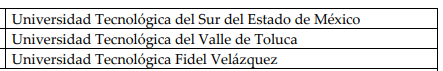 Universidad Tecnológica del Sur del Estado de México
Universidad Tecnológica del Valle de Toluca
Universidad Tecnológica Fidel Velázquez